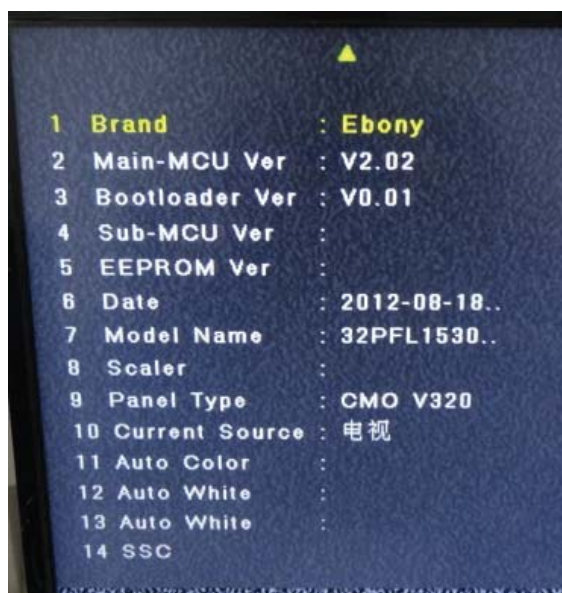 1 Brand : Ebony
2 Main-MCU Ver : V2.02
3 Bootloader Ver : V0.01
4 Sub-MCU Ver :
5 EEPROM Ver :
6 Date : 2012-08-18..
7 Model Name : 32PFL1530..
8 Scaler :
9 Panel Type : CMO V320
10 Current Source : 电视
11 Auto Color :
12 Auto White :
13 Auto White :
14 SSC